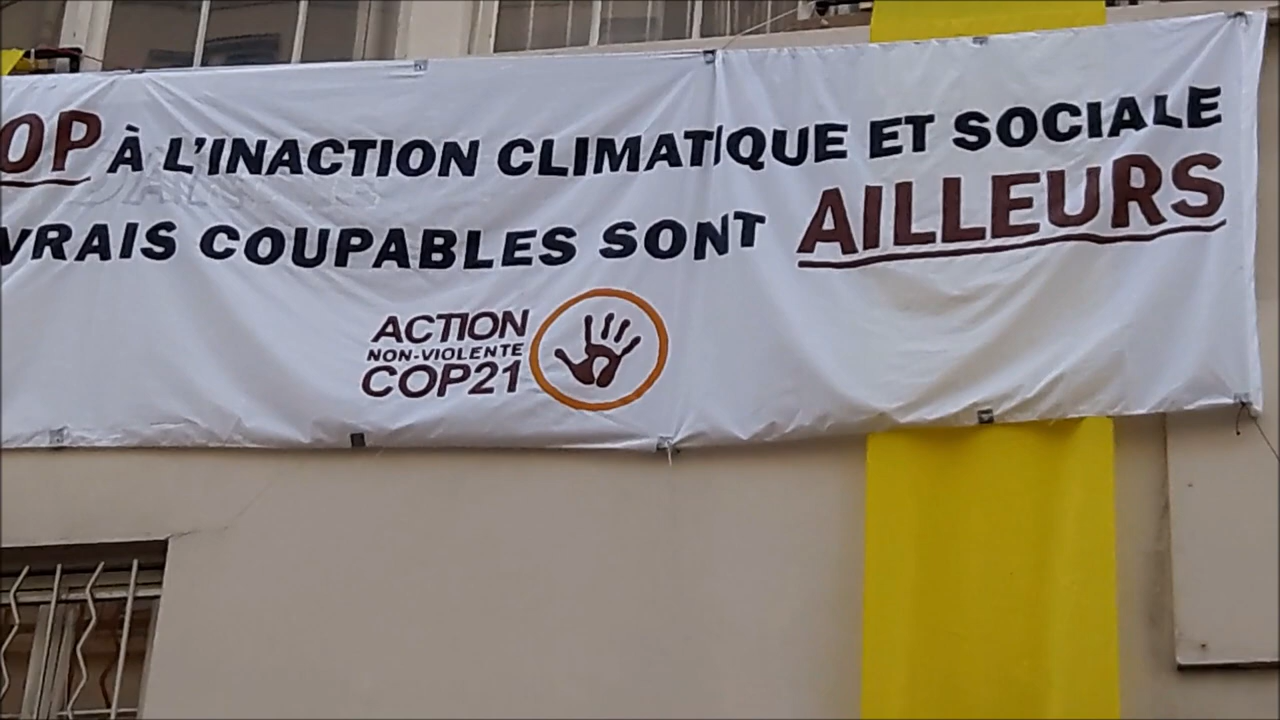 OP À L'INACTION CLIMATIQUE ET SOCIALE
VRAIS COUPABLES SONT AILLEURS
ACTION
NON-VIOLENTE
COP21